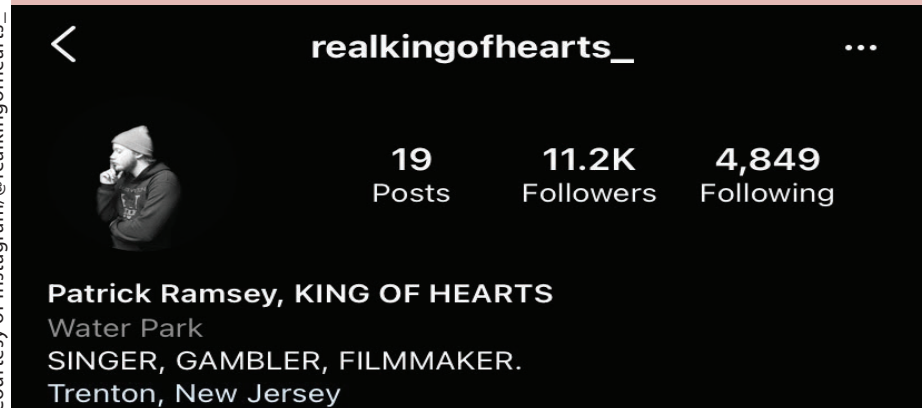 realkingofhearts_
19
Posts
11.2K
Followers
4,849
Following
Patrick Ramsey, KING OF HEARTS
Water Park
SINGER, GAMBLER, FILMMAKER.
Trenton, New Jersey